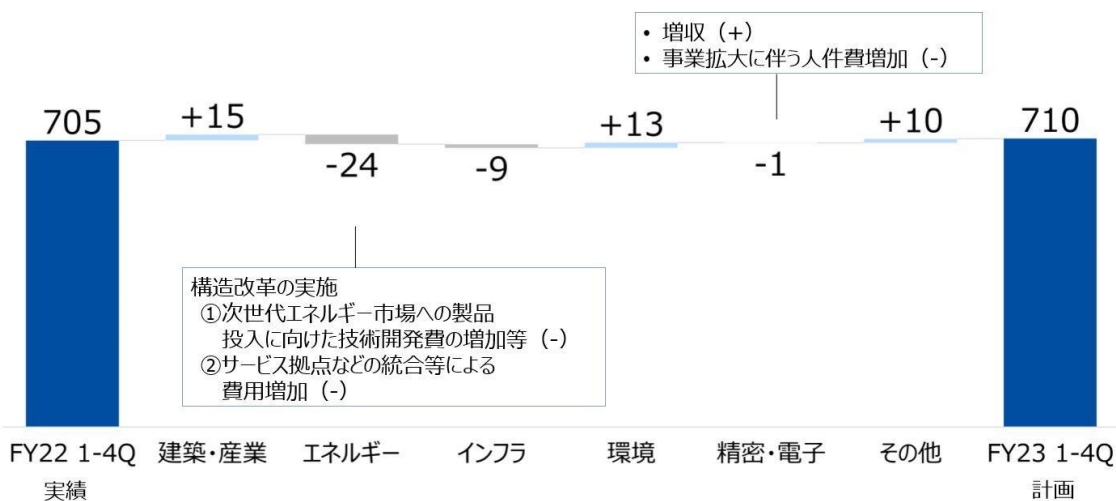 • 増収（+）
• 事業拡大に伴う人件費増加（-）
705
+15
-24
-9
+13
-1
+10
710
構造改革の実施
①次世代エネルギー市場への製品
投入に向けた技術開発費の増加等（-）
②サービス拠点などの統合等による
費用増加（-）
FY22 1-4Q 建築・産業 エネルギー インフラ 環境 精密・電子 その他 FY23 1-4Q
実績 計画